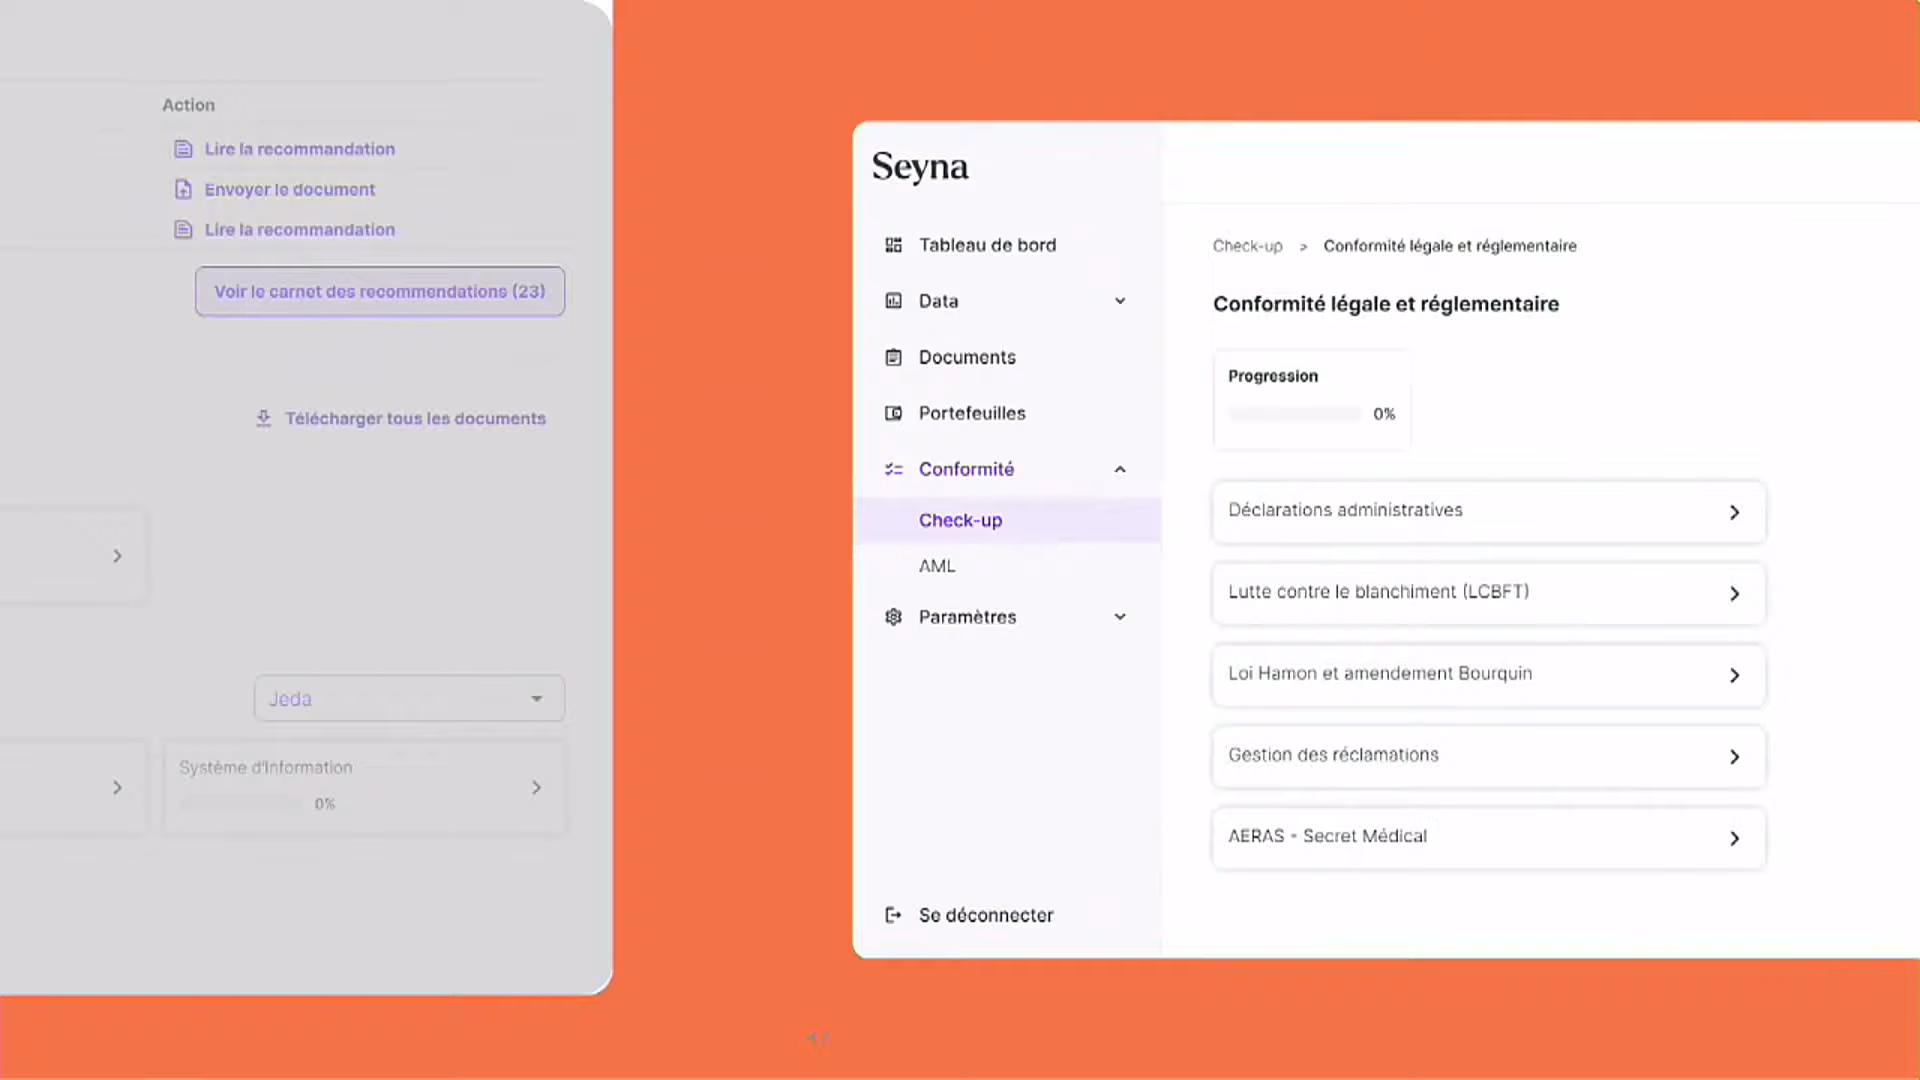 Action
Lire la recommandation
Envoyer le document
Lire la recommandation
Voir le carnet des recommendations (23)
Télécharger tous les documents
Jeda
Système d'Information
0%
Seyna
Tableau de bord
Data
Documents
Portefeuilles
Conformité
Check-up
AML
Paramètres
Se déconnecter
Check-up > Conformité légale et réglementaire
Conformité légale et réglementaire
Progression
0%
Déclarations administratives
Lutte contre le blanchiment (LCBFT)
Loi Hamon et amendement Bourquin
Gestion des réclamations
AERAS - Secret Médical